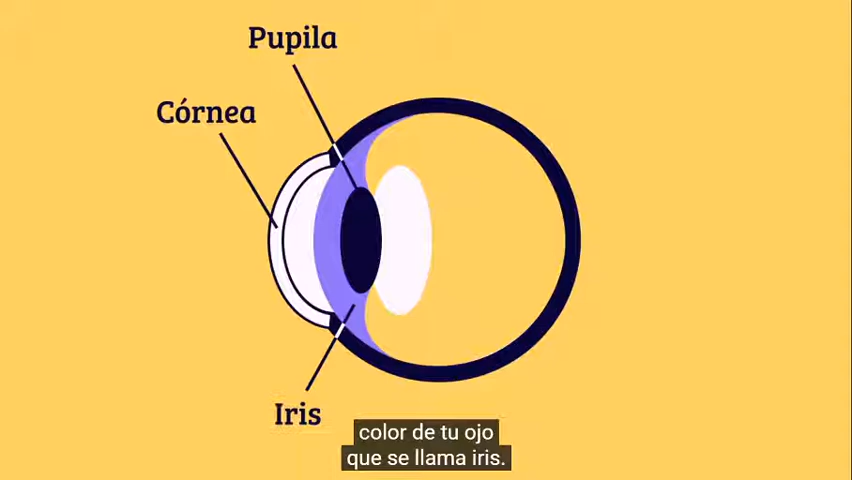 Pupila
Córnea
Iris
color de tu ojo
que se llama iris.